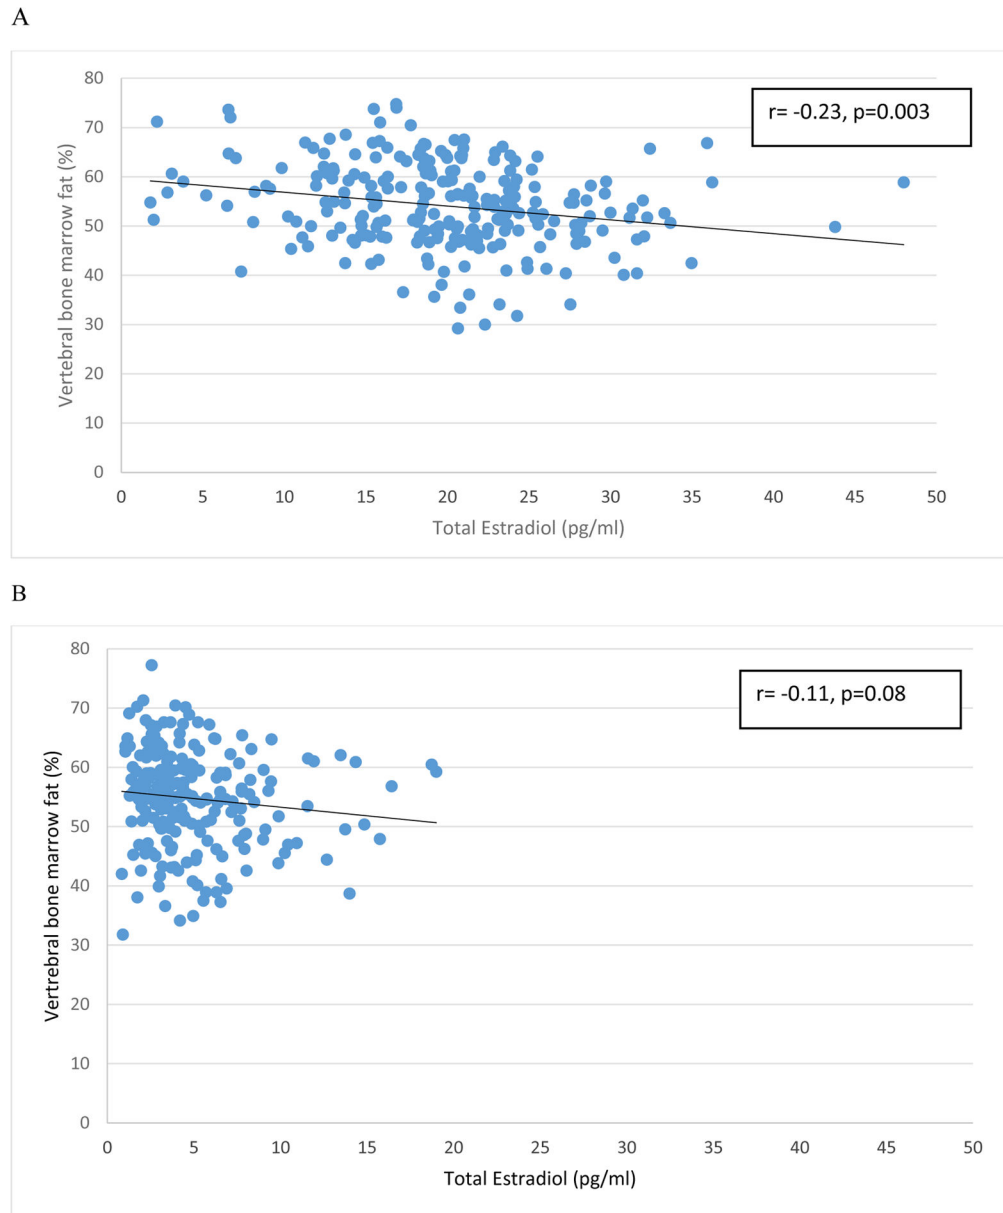 A
80
70
60
50
40
30
20
10
0
Vertebral bone marrow fat (%)
r= -0.23, p=0.003
0 5 10 15 20 25 30 35 40 45 50
Total Estradiol (pg/ml)
B
80
70
60
50
40
30
20
10
0
Vertrebral bone marrow fat (%)
r= -0.11, p=0.08
0 5 10 15 20 25 30 35 40 45 50
Total Estradiol (pg/ml)